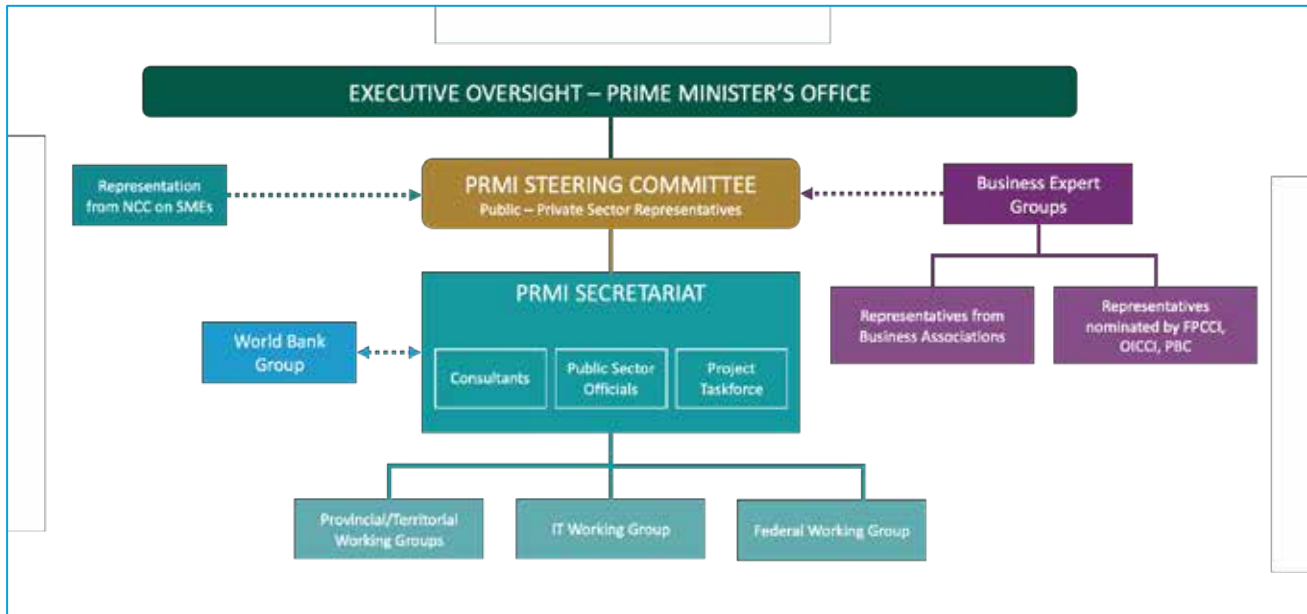 EXECUTIVE OVERSIGHT – PRIME MINISTER'S OFFICE
Representation
from NCC on SMEs
PRMI STEERING COMMITTEE
Public – Private Sector Representatives
Business Expert
Groups
PRMI SECRETARIAT
Representatives from
Business Associations
Representatives
nominated by FPCCI,
OICCI, PBC
World Bank
Group
Consultants
Public Sector
Officials
Project
Taskforce
Provincial/Territorial
Working Groups
IT Working Group
Federal Working Group